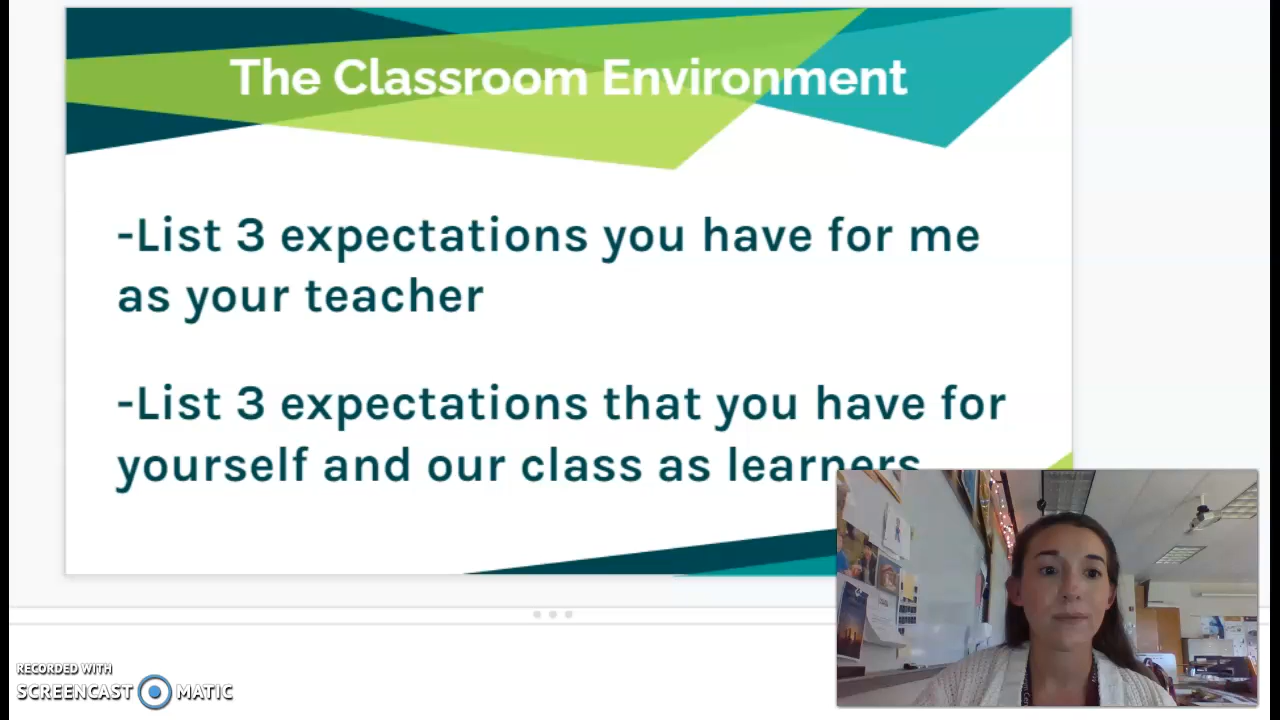 The Classroom Environment
-List 3 expectations you have for me
as your teacher
-List 3 expectations that you have for
yourself and our class as learners
RECORDED WITH
SCREENCAST MATIC